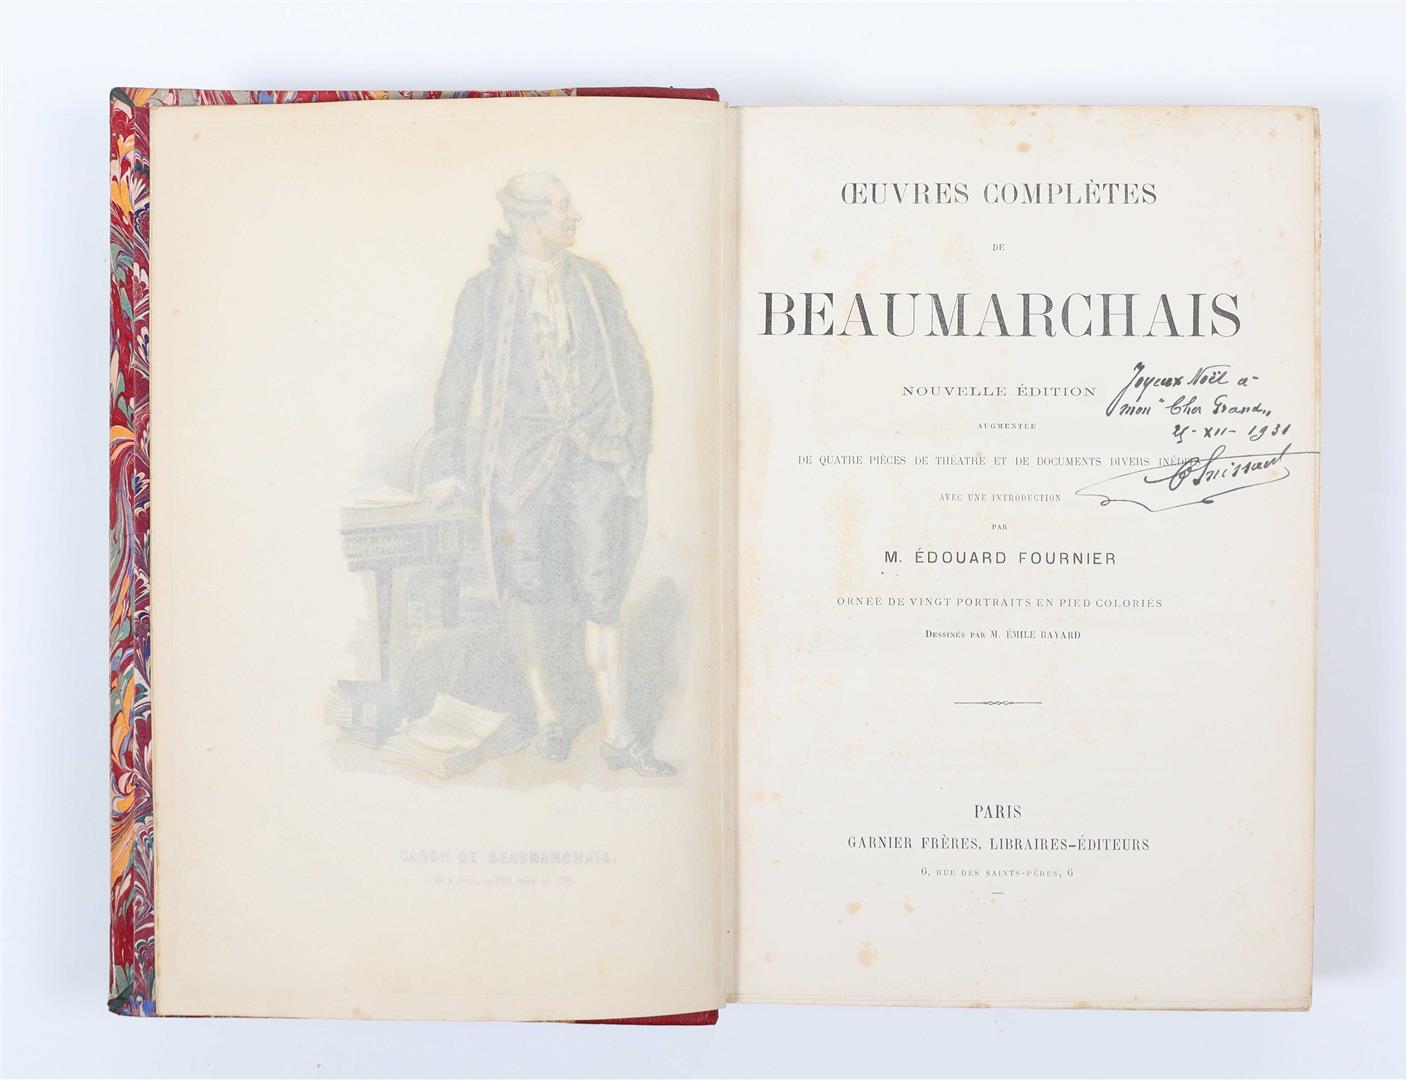 CARON DE BEAUMARCHAIS.
ŒUVRES COMPLÈTES
DE
BEAUMARCHAIS
NOUVELLE ÉDITION
AUGMENTÉE
DE QUATRE PIÈCES DE THÉATRE ET DE DOCUMENTS DIVERS INÉDITS
AVEC UNE INTRODUCTION
PAR
M. ÉDOUARD FOURNIER
ORNÉE DE VINGT PORTRAITS EN PIED COLORIÉS
DESSINÉS PAR M. ÉMILE BAYARD
PARIS
GARNIER FRÈRES, LIBRAIRES-ÉDITEURS
6, RUE DES SAINTS-PÈRES, 6
Joyeux Noël a
mon "Cher Grand"
25-XII-1931